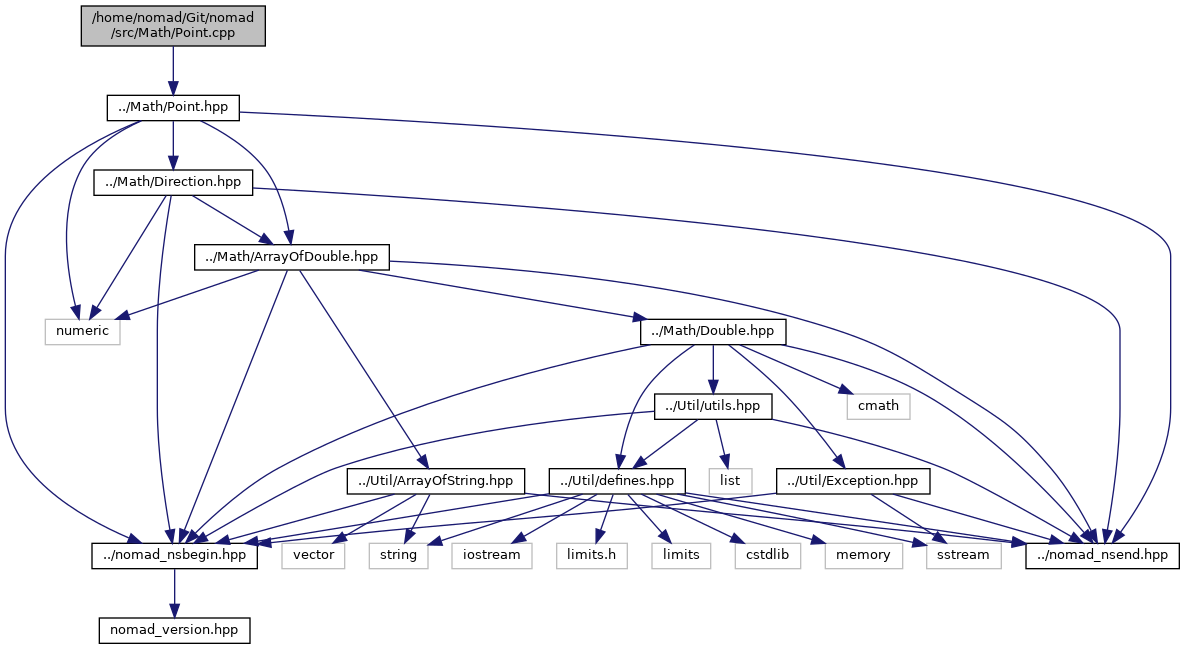 /home/nomad/Git/nomad
/src/Math/Point.cpp
../Math/Point.hpp
../Math/Direction.hpp
../Math/ArrayOfDouble.hpp
numeric
../Math/Double.hpp
../Util/utils.hpp
cmath
../Util/ArrayOfString.hpp
../Util/defines.hpp
list
../Util/Exception.hpp
../nomad_nsbegin.hpp
vector
string
iostream
limits.h
limits
cstdlib
memory
sstream
../nomad_nsend.hpp
nomad_version.hpp